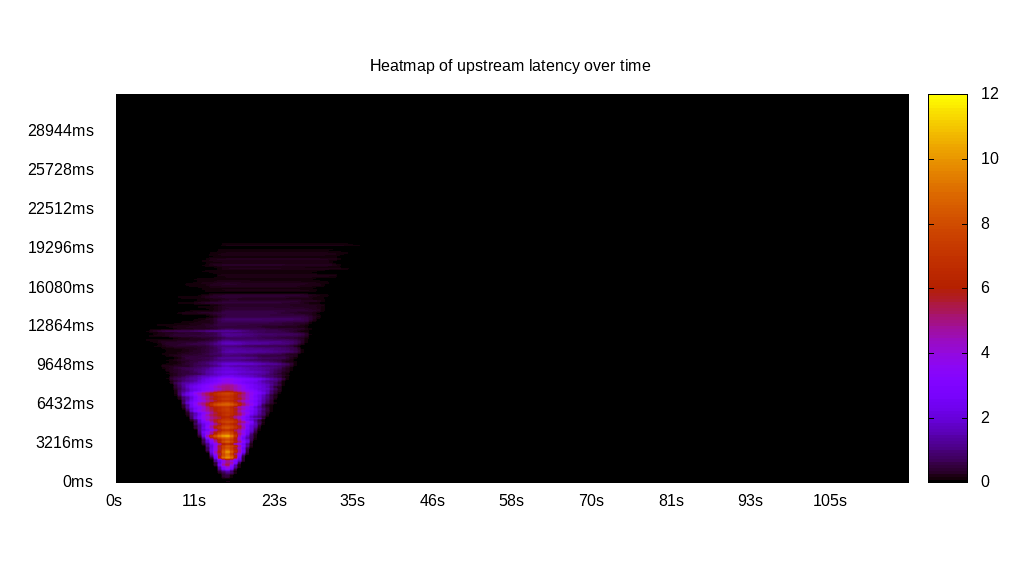 Heatmap of upstream latency over time
28944ms
25728ms
22512ms
19296ms
16080ms
12864ms
9648ms
6432ms
3216ms
0ms
0s 11s 23s 35s 46s 58s 70s 81s 93s 105s
12
10
8
6
4
2
0